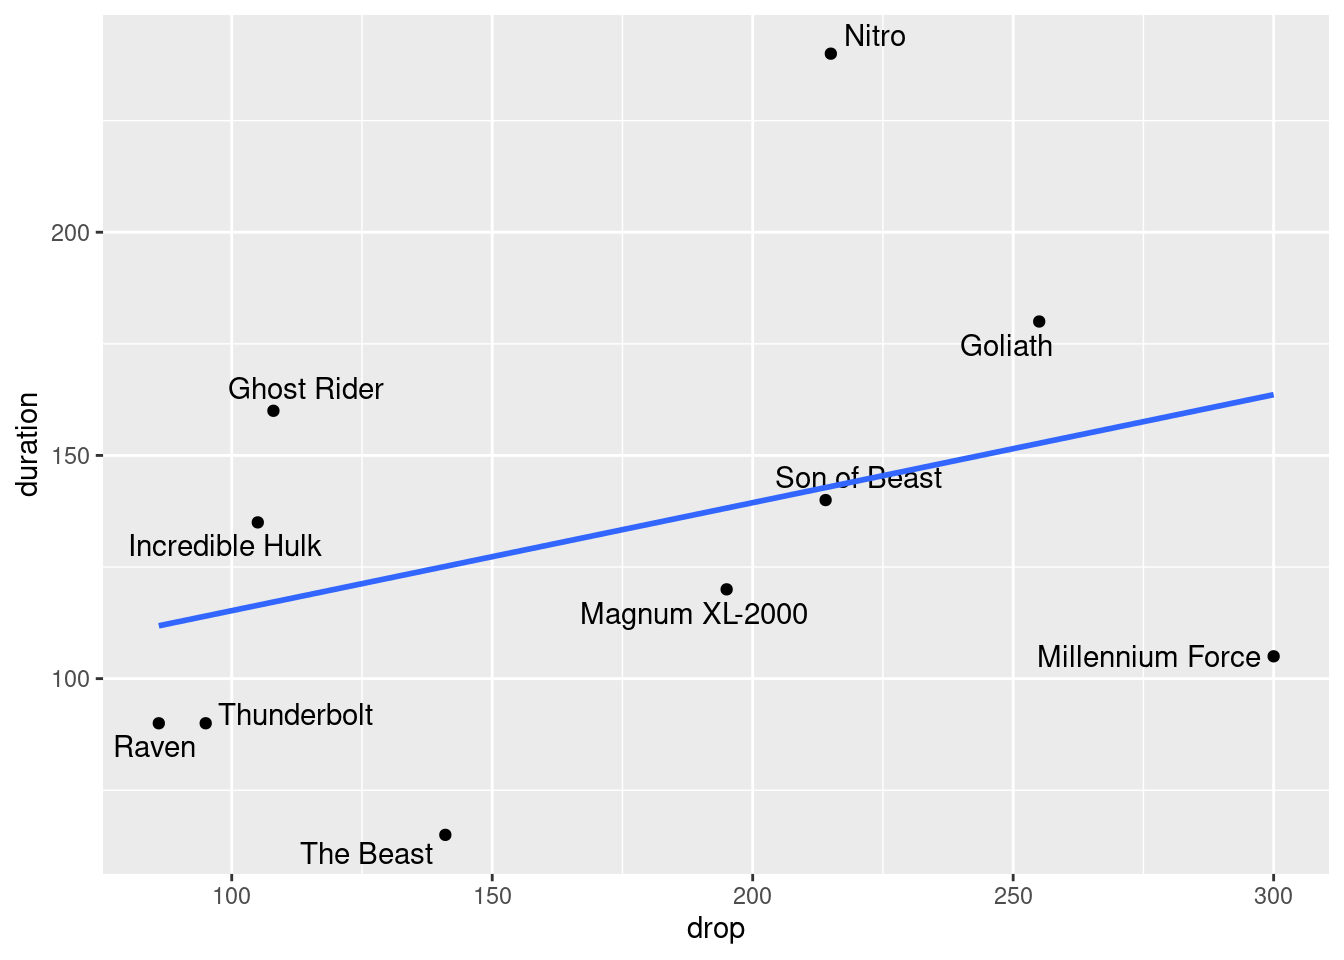 Nitro
200
Goliath
Ghost Rider
duration
150
Son of Beast
Incredible Hulk
Magnum XL-2000
Millennium Force
100
Thunderbolt
Raven
The Beast
100
150
200
250
300
drop